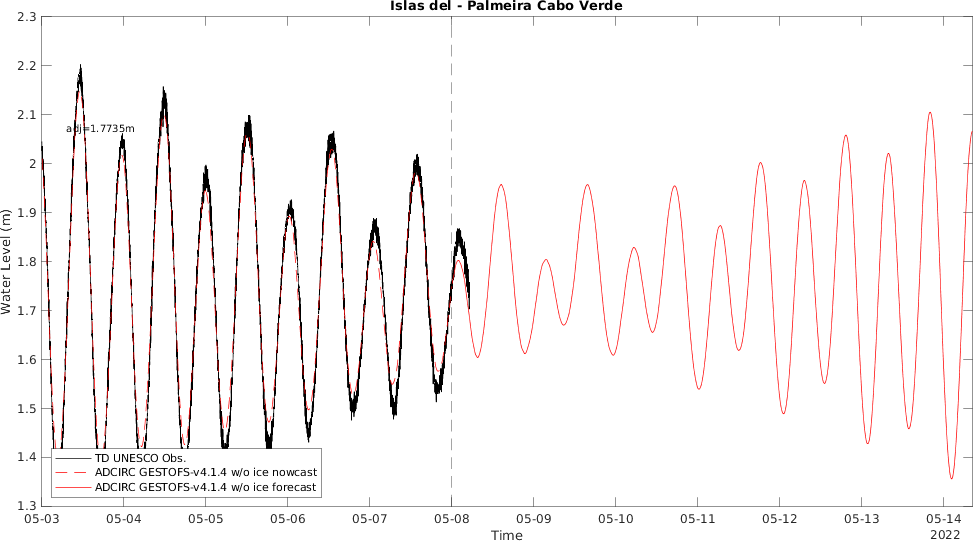 Islas del - Palmeira Cabo Verde
2.3
2.2
2.1
2
1.9
1.8
1.7
1.6
1.5
1.4
1.3
Water Level (m)
adj=1.7735m
TD UNESCO Obs.
ADCIRC GESTOFS-v4.1.4 w/o ice nowcast
ADCIRC GESTOFS-v4.1.4 w/o ice forecast
05-03 05-04 05-05 05-06 05-07 05-08 05-09 05-10 05-11 05-12 05-13 05-14
Time
2022